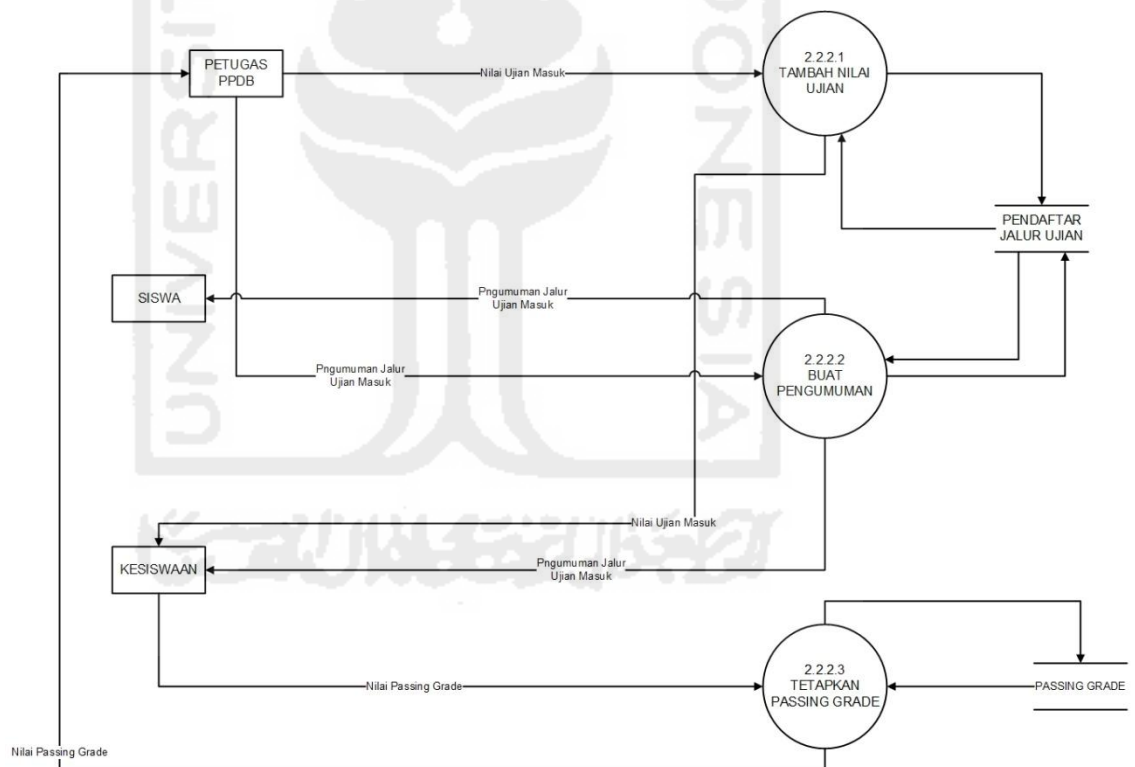 PETUGAS
PPDB
Nilai Ujian Masuk
2.2.2.1
TAMBAH NILAI
UJIAN
PENDAFTAR
JALUR UJIAN
SISWA
Pngumuman Jalur
Ujian Masuk
Pngumuman Jalur
Ujian Masuk
2.2.2.2
BUAT
PENGUMUMAN
Nilai Ujian Masuk
KESISWAAN
Pngumuman Jalur
Ujian Masuk
Nilai Passing Grade
2.2.2.3
TETAPKAN
PASSING GRADE
PASSING GRADE
Nilai Passing Grade
UNIVERSIT
DONESIA